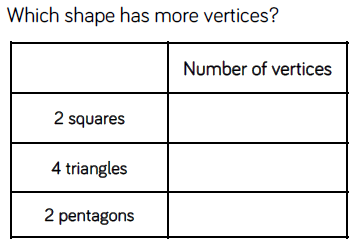 Which shape has more vertices?
Number of vertices
2 squares
4 triangles
2 pentagons